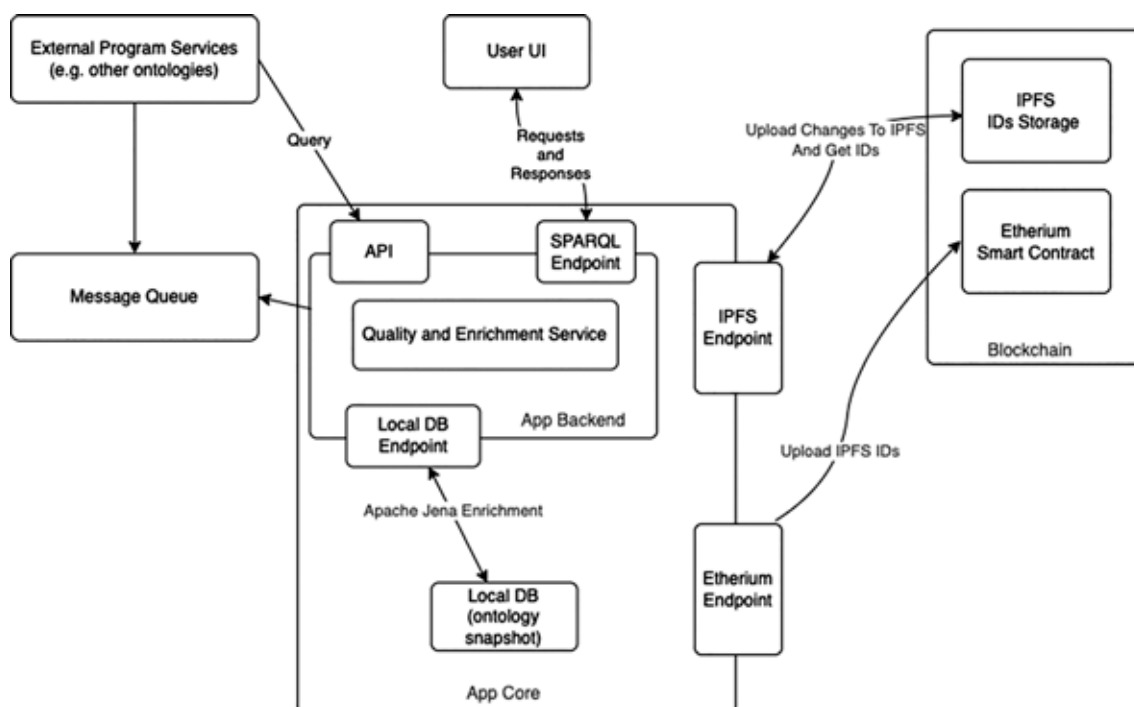 External Program Services
(e.g. other ontologies)
User UI
IPFS
IDs Storage
Query
Requests
and
Responses
Upload Changes To IPFS
And Get IDs
API
SPARQL
Endpoint
Etherium
Smart Contract
Message Queue
Quality and Enrichment Service
IPFS
Endpoint
Blockchain
App Backend
Local DB
Endpoint
Upload IPFS IDs
Apache Jena Enrichment
Etherium
Endpoint
Local DB
(ontology
snapshot)
App Core